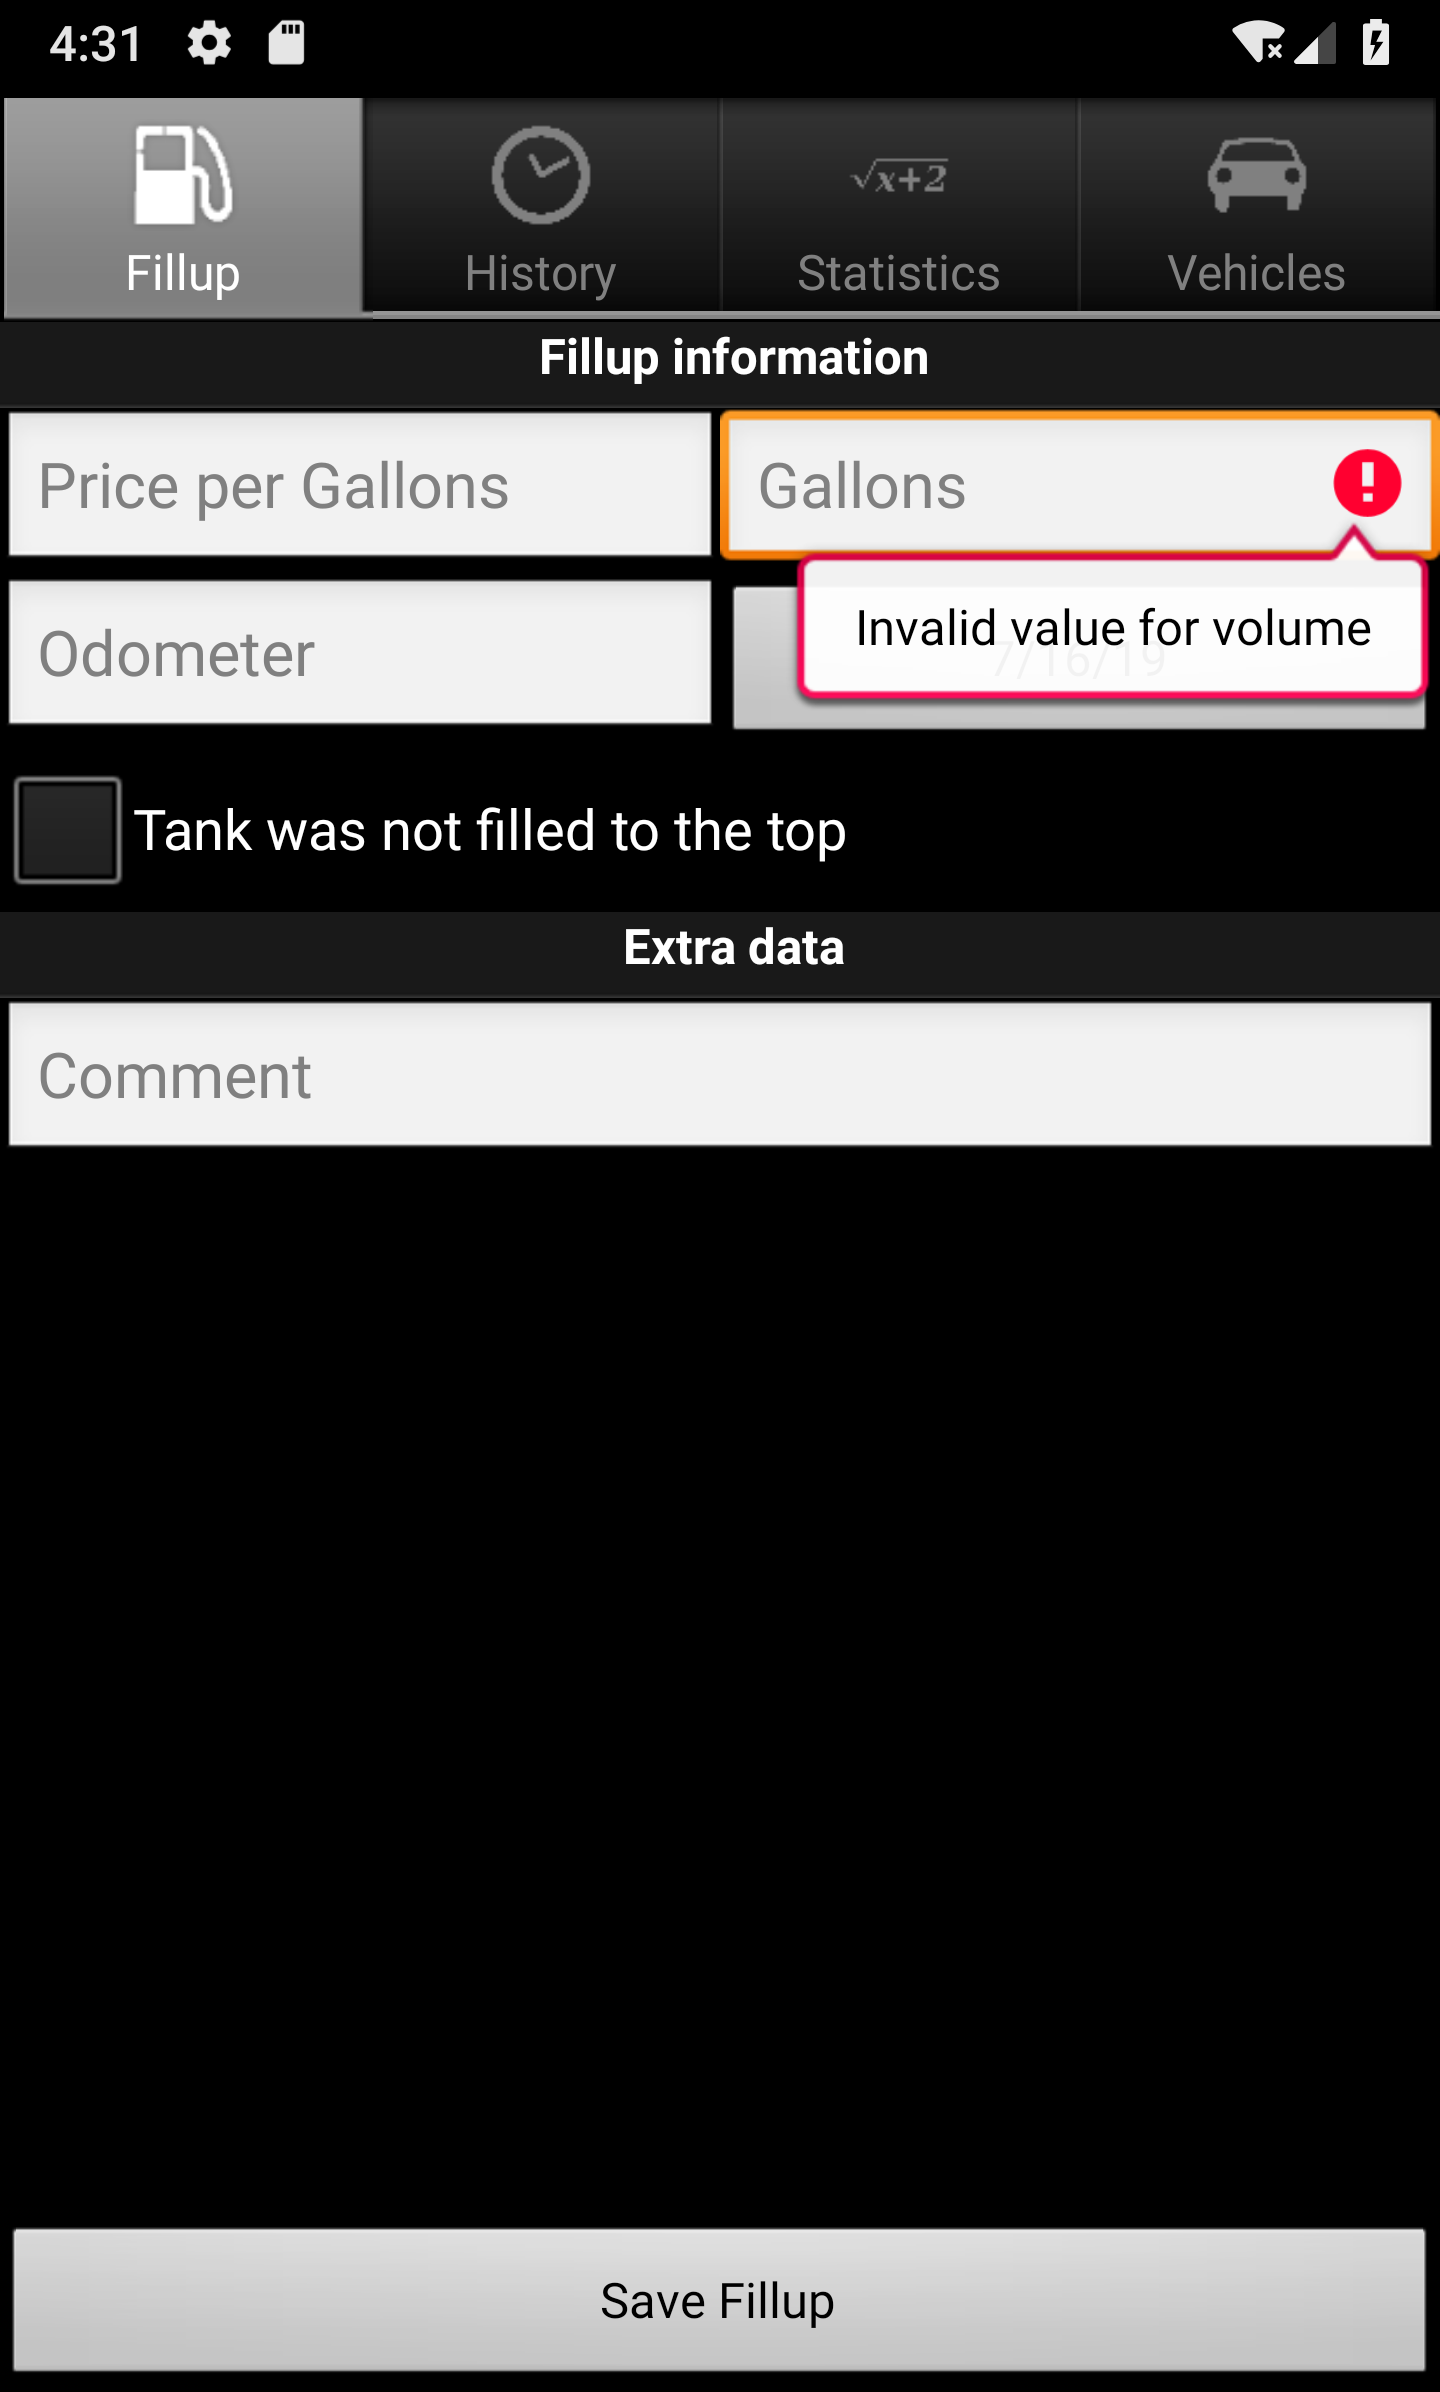 4:31
√x+2
Fillup
History
Statistics
Vehicles
Fillup information
Price per Gallons
Gallons
Invalid value for volume
Odometer
7/16/19
Tank was not filled to the top
Extra data
Comment
Save Fillup